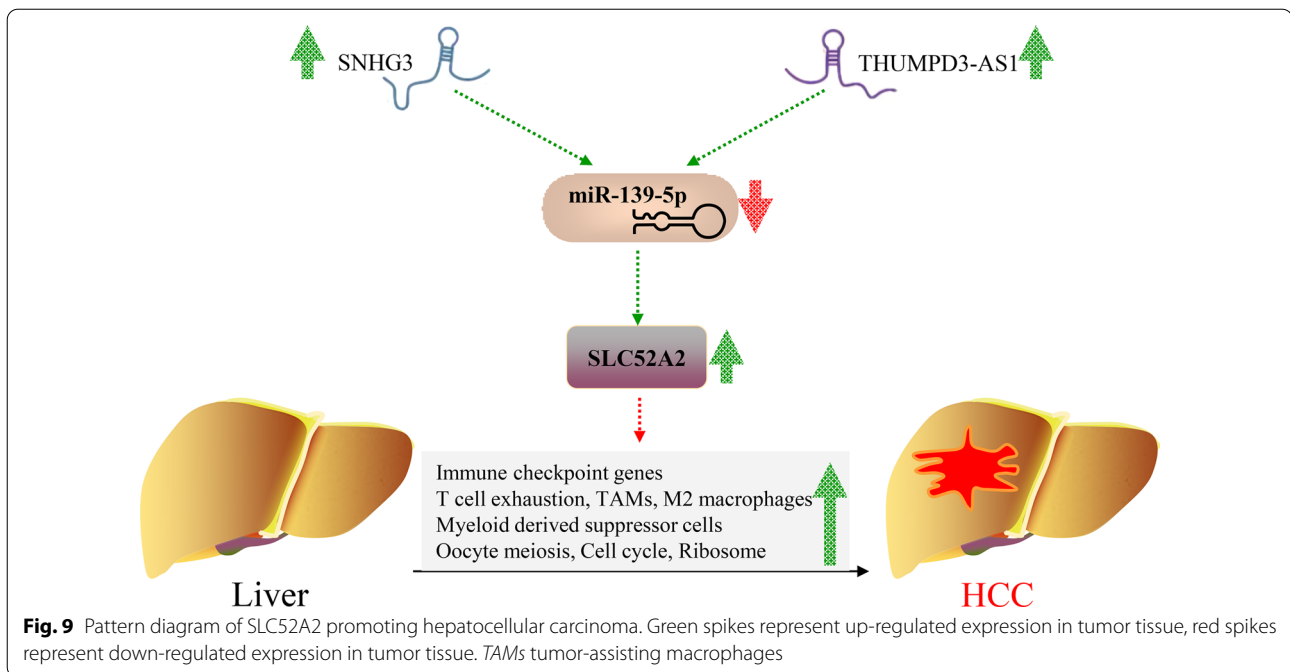 SNHG3
THUMPD3-AS1
miR-139-5p
SLC52A2
Immune checkpoint genes
T cell exhaustion, TAMs, M2 macrophages
Myeloid derived suppressor cells
Oocyte meiosis, Cell cycle, Ribosome
Liver
HCC
Fig. 9 Pattern diagram of SLC52A2 promoting hepatocellular carcinoma. Green spikes represent up-regulated expression in tumor tissue, red spikes
represent down-regulated expression in tumor tissue. TAMs tumor-assisting macrophages